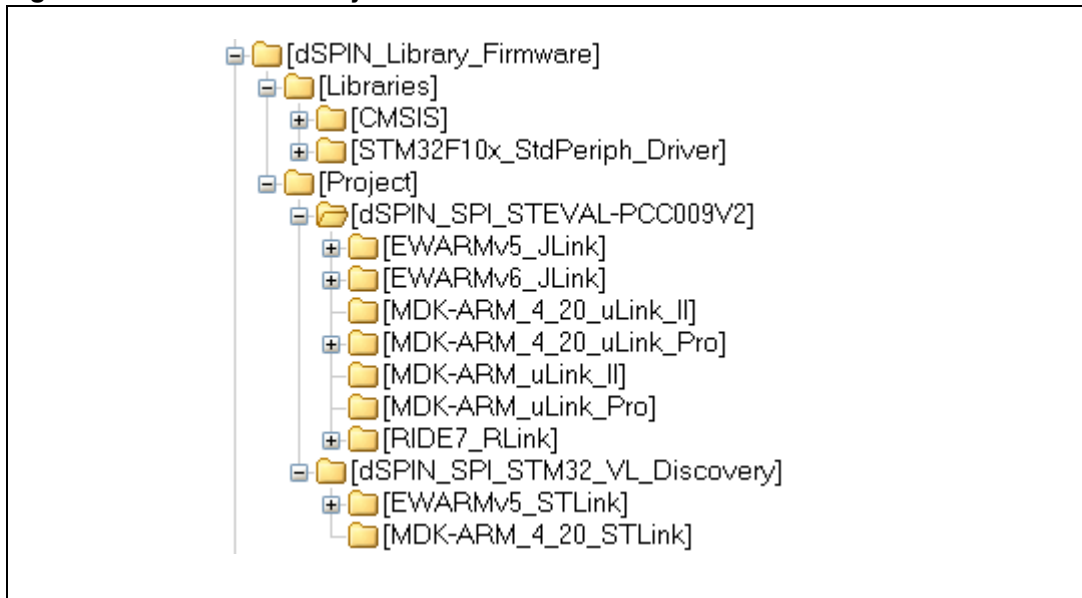 [dSPIN_Library_Firmware]
[Libraries]
[CMSIS]
[STM32F10x_StdPeriph_Driver]
[Project]
[dSPIN_SPI_STEVAL-PCC009V2]
[EWARMv5_JLink]
[EWARMv6_JLink]
[MDK-ARM_4_20_uLink_II]
[MDK-ARM_4_20_uLink_Pro]
[MDK-ARM_uLink_II]
[MDK-ARM_uLink_Pro]
[RIDE7_RLink]
[dSPIN_SPI_STM32_VL_Discovery]
[EWARMv5_STLink]
[MDK-ARM_4_20_STLink]